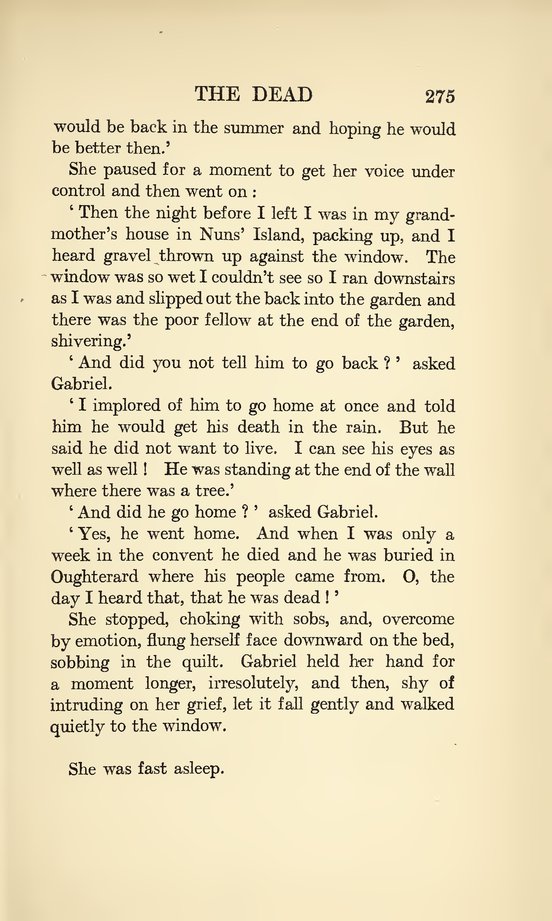 THE DEAD 275
would be back in the summer and hoping he would
be better then.’
She paused for a moment to get her voice under
control and then went on :
‘ Then the night before I left I was in my grand-
mother’s house in Nuns’ Island, packing up, and I
heard gravel thrown up against the window. The
window was so wet I couldn’t see so I ran downstairs
as I was and slipped out the back into the garden and
there was the poor fellow at the end of the garden,
shivering.’
‘ And did you not tell him to go back ? ’ asked
Gabriel.
‘ I implored of him to go home at once and told
him he would get his death in the rain. But he
said he did not want to live. I can see his eyes as
well as well ! He was standing at the end of the wall
where there was a tree.’
‘ And did he go home ? ’ asked Gabriel.
‘ Yes, he went home. And when I was only a
week in the convent he died and he was buried in
Oughterard where his people came from. O, the
day I heard that, that he was dead ! ’
She stopped, choking with sobs, and, overcome
by emotion, flung herself face downward on the bed,
sobbing in the quilt. Gabriel held her hand for
a moment longer, irresolutely, and then, shy of
intruding on her grief, let it fall gently and walked
quietly to the window.
She was fast asleep.